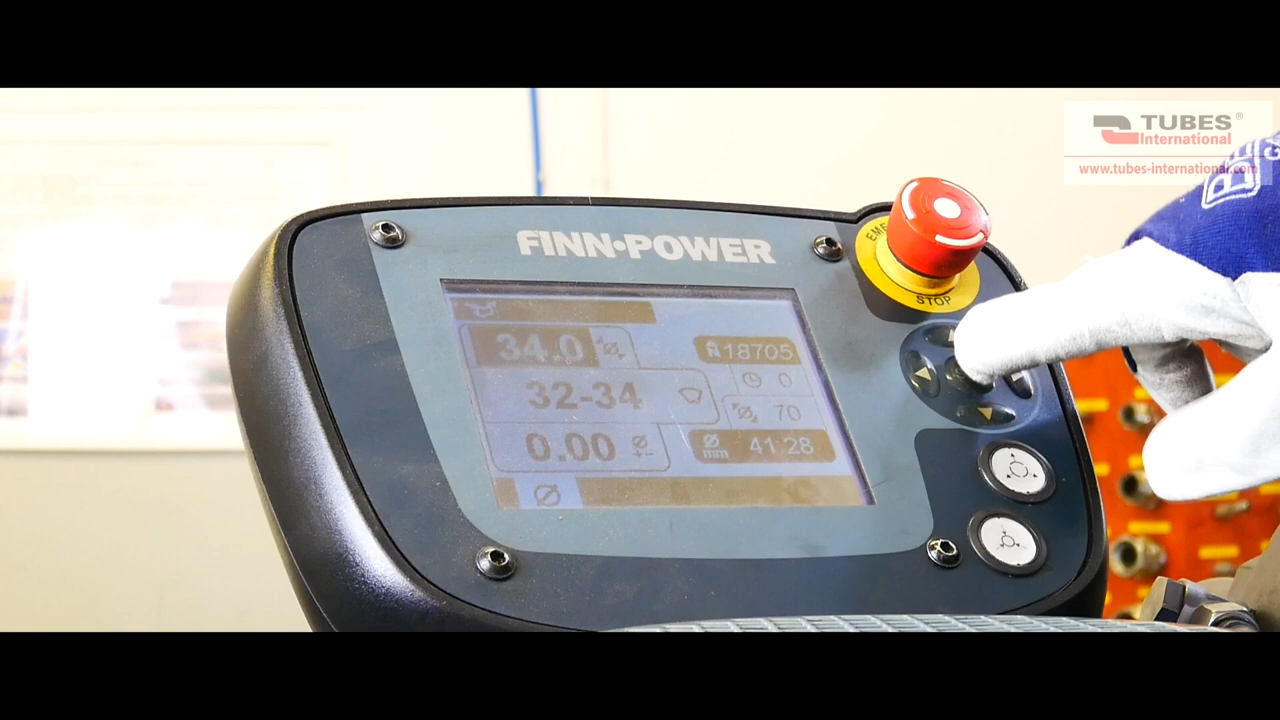 TUBES®
International
www.tubes-international.com
FINN•POWER
STOP
34.0
N 18705
0
32-34
70
0.00
mm 41.28